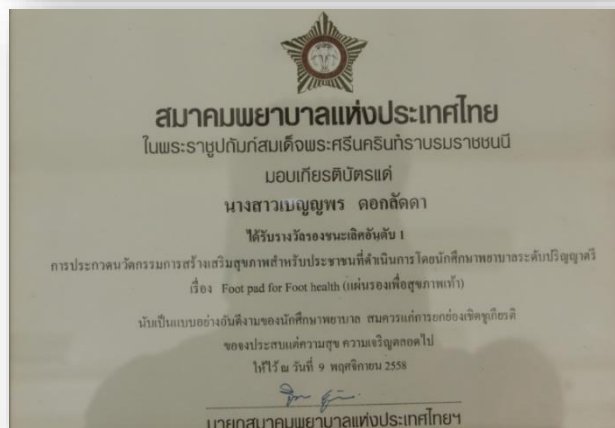 สมาคมพยาบาลแห่งประเทศไทย
ในพระราชูปถัมภ์สมเด็จพระศรีนครินทราบรมราชชนนี
มอบเกียรติบัตรแด่
นางสาวเบญญพร ดอกลัดดา
ได้รับรางวัลรองชนะเลิศอันดับ 1
การประกวดนวัตกรรมการสร้างเสริมสุขภาพสำหรับประชาชนที่ดำเนินการโดยนักศึกษาพยาบาลระดับปริญญาตรี
เรื่อง Foot pad for Foot health (แผ่นรองเพื่อสุขภาพเท้า)
นับเป็นแบบอย่างอันดีงามของนักศึกษาพยาบาล สมควรแก่การยกย่องเชิดชูเกียรติ
ขอจงประสบแต่ความสุข ความเจริญตลอดไป
ให้ไว้ ณ วันที่ 9 พฤศจิกายน 2558
นายกสมาคมพยาบาลแห่งประเทศไทยฯ